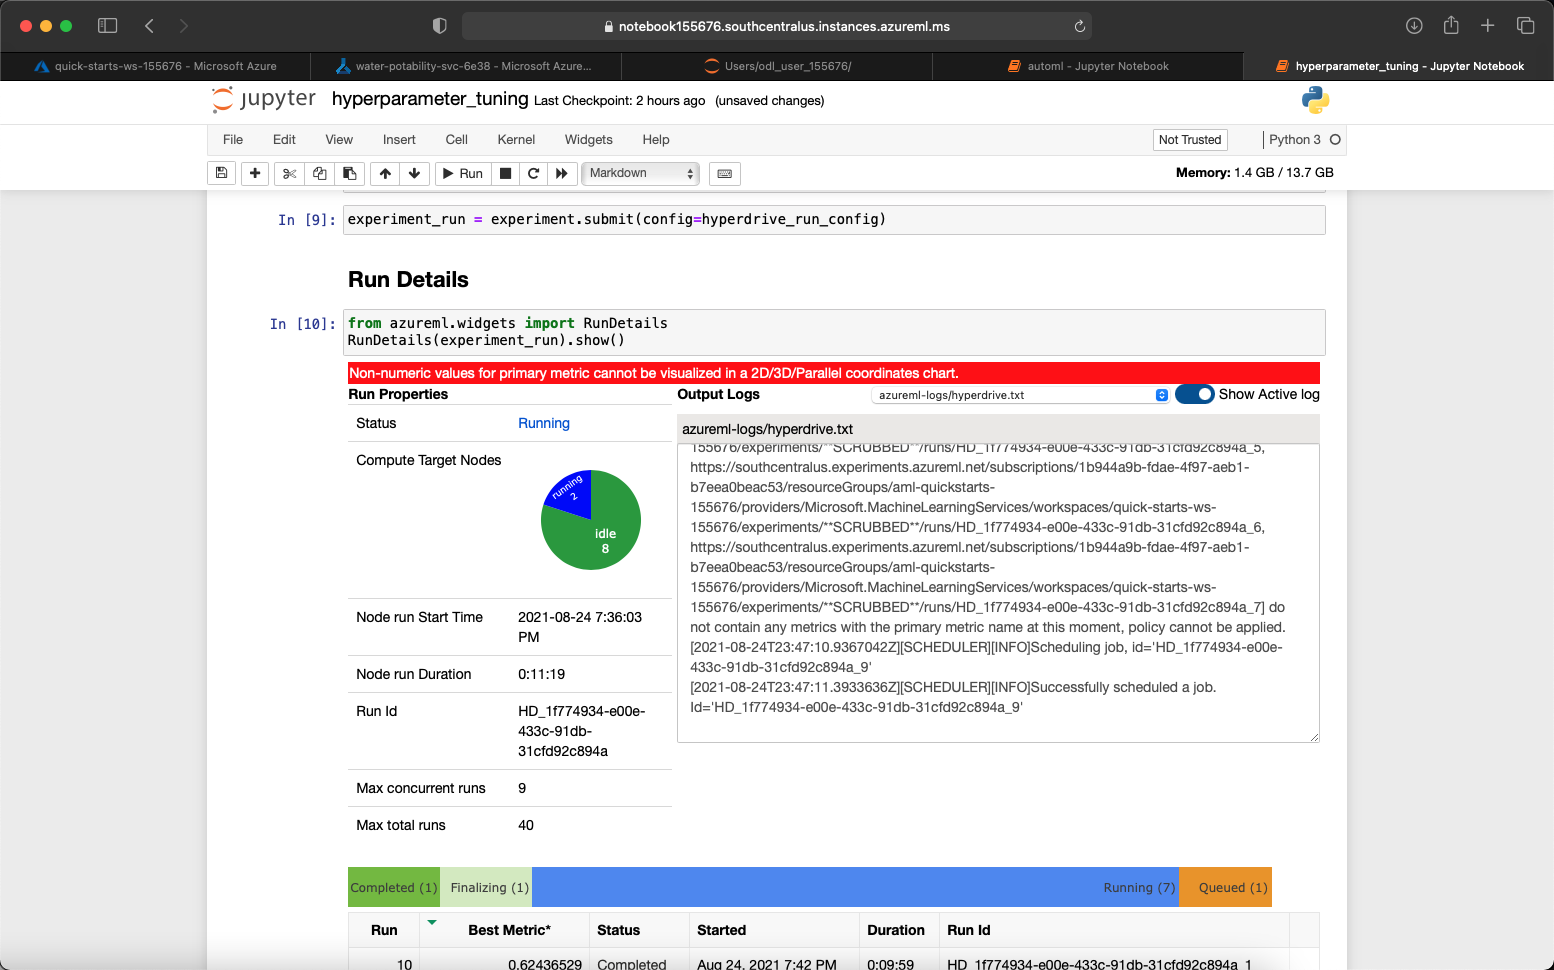 notebook155676.southcentralus.instances.azureml.ms
quick-starts-ws-155676 - Microsoft Azure
water-potability-svc-6e38 - Microsoft Azure...
Users/odl_user_155676/
automl - Jupyter Notebook
hyperparameter_tuning - Jupyter Notebook
jupyter hyperparameter_tuning Last Checkpoint: 2 hours ago (unsaved changes)
File Edit View Insert Cell Kernel Widgets Help Not Trusted Python 3
Run Markdown Memory: 1.4 GB / 13.7 GB
In [9]: experiment_run = experiment.submit(config=hyperdrive_run_config)
Run Details
In [10]: from azureml.widgets import RunDetails
RunDetails(experiment_run).show()
Non-numeric values for primary metric cannot be visualized in a 2D/3D/Parallel coordinates chart.
Run Properties
Status Running
Compute Target Nodes
running
2
idle
8
Node run Start Time 2021-08-24 7:36:03
PM
Node run Duration 0:11:19
Run Id HD_1f774934-e00e-
433c-91db-
31cfd92c894a
Max concurrent runs 9
Max total runs 40
Output Logs azureml-logs/hyperdrive.txt Show Active log
azureml-logs/hyperdrive.txt
155676/experiments/**SCRUBBED**/runs/HD_1f774934-e00e-433c-91db-31cfd92c894a_5,
https://southcentralus.experiments.azureml.net/subscriptions/1b944a9b-fdae-4f97-aeb1-
b7eea0beac53/resourceGroups/aml-quickstarts-
155676/providers/Microsoft.MachineLearningServices/workspaces/quick-starts-ws-
155676/experiments/**SCRUBBED**/runs/HD_1f774934-e00e-433c-91db-31cfd92c894a_6,
https://southcentralus.experiments.azureml.net/subscriptions/1b944a9b-fdae-4f97-aeb1-
b7eea0beac53/resourceGroups/aml-quickstarts-
155676/providers/Microsoft.MachineLearningServices/workspaces/quick-starts-ws-
155676/experiments/**SCRUBBED**/runs/HD_1f774934-e00e-433c-91db-31cfd92c894a_7] do
not contain any metrics with the primary metric name at this moment, policy cannot be applied.
[2021-08-24T23:47:10.9367042Z][SCHEDULER][INFO]Scheduling job, id='HD_1f774934-e00e-
433c-91db-31cfd92c894a_9'
[2021-08-24T23:47:11.3933636Z][SCHEDULER][INFO]Successfully scheduled a job.
Id='HD_1f774934-e00e-433c-91db-31cfd92c894a_9'
Completed (1) Finalizing (1) Running (7) Queued (1)
Run Best Metric* Status Started Duration Run Id
10 0.62436529 Completed Aug 24, 2021 7:42 PM 0:09:59 HD_1f774934-e00e-433c-91db-31cfd92c894a_1